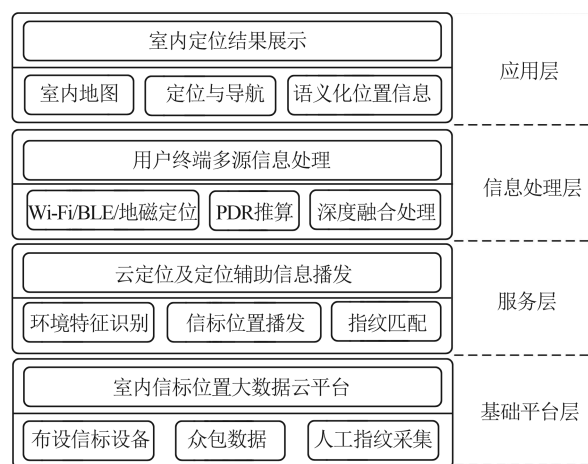 室内定位结果展示
室内地图 定位与导航 语义化位置信息
应用层
用户终端多源信息处理
Wi-Fi/BLE/地磁定位 PDR推算 深度融合处理
信息处理层
云定位及定位辅助信息播发
环境特征识别 信标位置播发 指纹匹配
服务层
室内信标位置大数据云平台
布设信标设备 众包数据 人工指纹采集
基础平台层